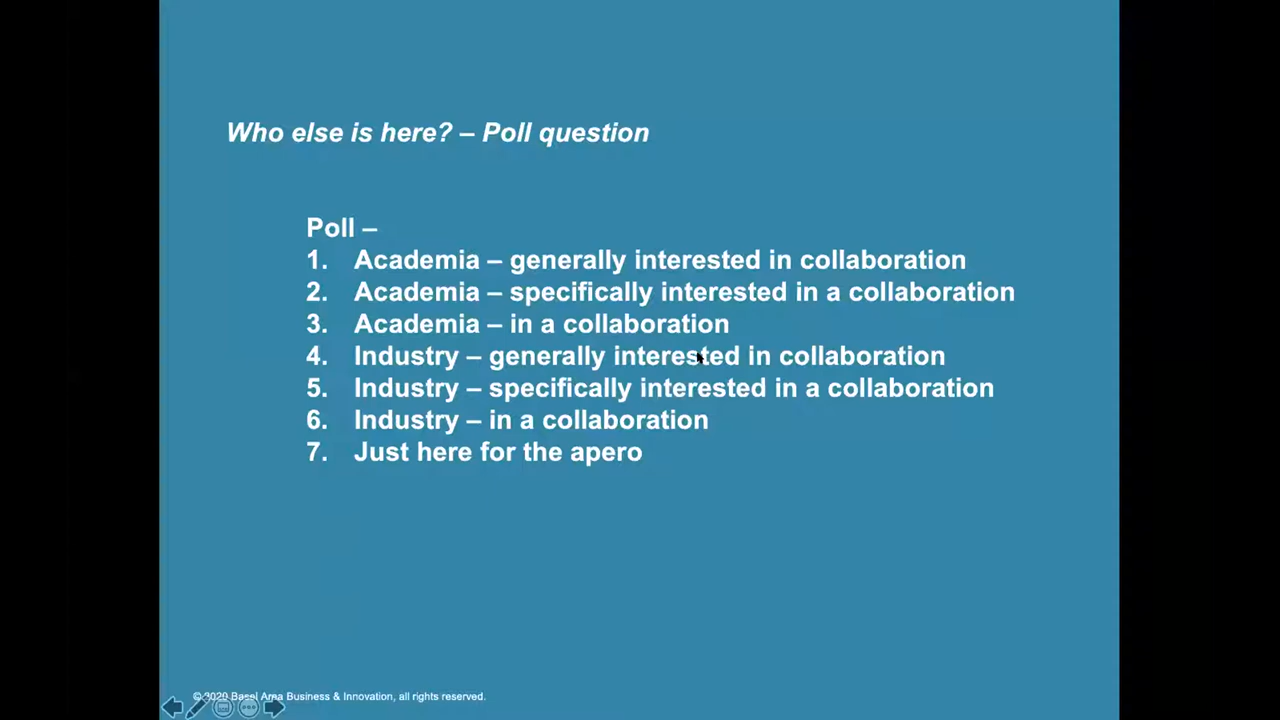 Who else is here? – Poll question
Poll –
1. Academia – generally interested in collaboration
2. Academia – specifically interested in a collaboration
3. Academia – in a collaboration
4. Industry – generally interested in collaboration
5. Industry – specifically interested in a collaboration
6. Industry – in a collaboration
7. Just here for the apero
© 2020 Basel Area Business & Innovation, all rights reserved.